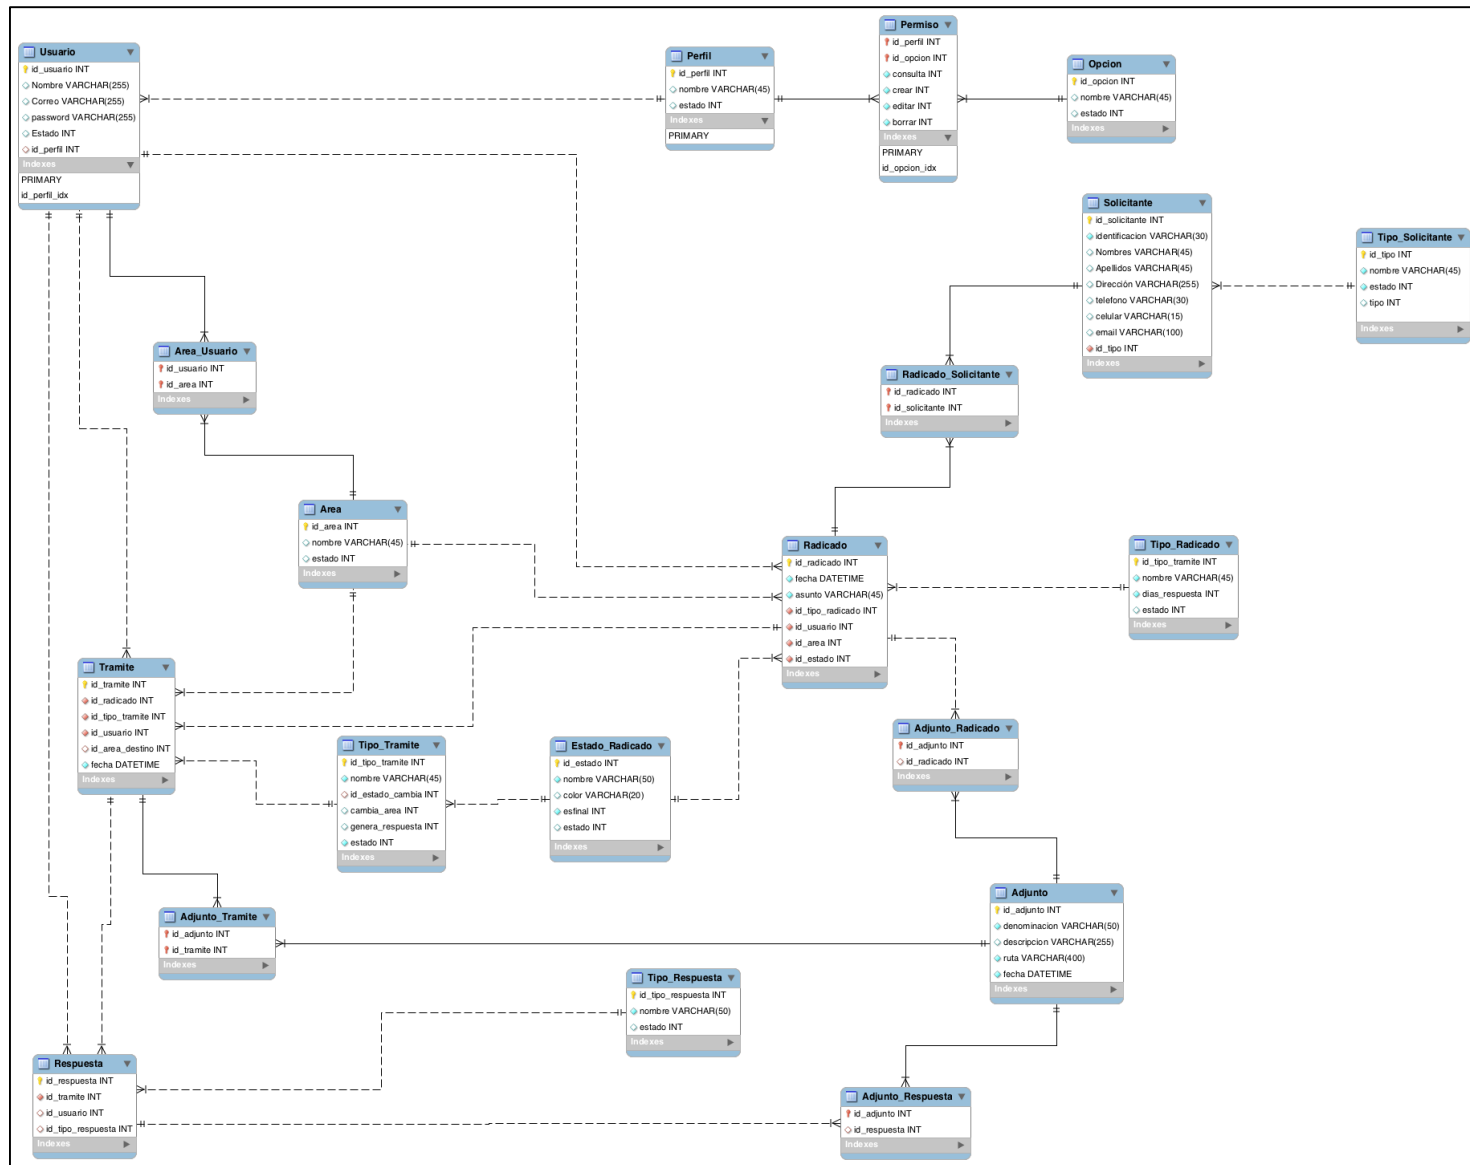 Usuario
id_usuario INT
Nombre VARCHAR(255)
Correo VARCHAR(255)
password VARCHAR(255)
Estado INT
id_perfil INT
Indexes
PRIMARY
id_perfil_idx
Perfil
id_perfil INT
nombre VARCHAR(45)
estado INT
Indexes
PRIMARY
Permiso
id_perfil INT
id_opcion INT
consulta INT
crear INT
editar INT
borrar INT
Indexes
PRIMARY
id_opcion_idx
Opcion
id_opcion INT
nombre VARCHAR(45)
estado INT
Indexes
Solicitante
id_solicitante INT
identificacion VARCHAR(30)
Nombres VARCHAR(45)
Apellidos VARCHAR(45)
Dirección VARCHAR(255)
telefono VARCHAR(30)
celular VARCHAR(15)
email VARCHAR(100)
id_tipo INT
Indexes
Tipo_Solicitante
id_tipo INT
nombre VARCHAR(45)
estado INT
tipo INT
Indexes
Area_Usuario
id_usuario INT
id_area INT
Indexes
Radicado_Solicitante
id_radicado INT
id_solicitante INT
Indexes
Area
id_area INT
nombre VARCHAR(45)
estado INT
Indexes
Radicado
id_radicado INT
fecha DATETIME
asunto VARCHAR(45)
id_tipo_radicado INT
id_usuario INT
id_area INT
id_estado INT
Indexes
Tipo_Radicado
id_tipo_tramite INT
nombre VARCHAR(45)
dias_respuesta INT
estado INT
Indexes
Tramite
id_tramite INT
id_radicado INT
id_tipo_tramite INT
id_usuario INT
id_area_destino INT
fecha DATETIME
Indexes
Tipo_Tramite
id_tipo_tramite INT
nombre VARCHAR(45)
id_estado_cambia INT
cambia_area INT
genera_respuesta INT
estado INT
Indexes
Estado_Radicado
id_estado INT
nombre VARCHAR(50)
color VARCHAR(20)
esfinal INT
estado INT
Indexes
Adjunto_Radicado
id_adjunto INT
id_radicado INT
Indexes
Adjunto
id_adjunto INT
denominacion VARCHAR(50)
descripcion VARCHAR(255)
ruta VARCHAR(400)
fecha DATETIME
Indexes
Adjunto_Tramite
id_adjunto INT
id_tramite INT
Indexes
Tipo_Respuesta
id_tipo_respuesta INT
nombre VARCHAR(50)
estado INT
Indexes
Respuesta
id_respuesta INT
id_tramite INT
id_usuario INT
id_tipo_respuesta INT
Indexes
Adjunto_Respuesta
id_adjunto INT
id_respuesta INT
Indexes